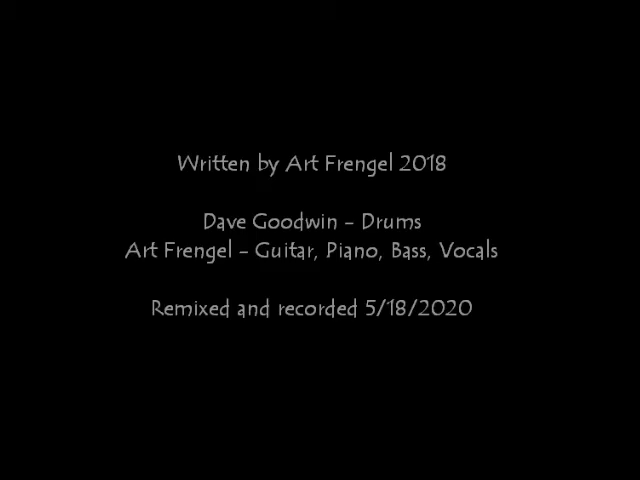 Written by Art Frengel 2018
Dave Goodwin - Drums
Art Frengel - Guitar, Piano, Bass, Vocals
Remixed and recorded 5/18/2020